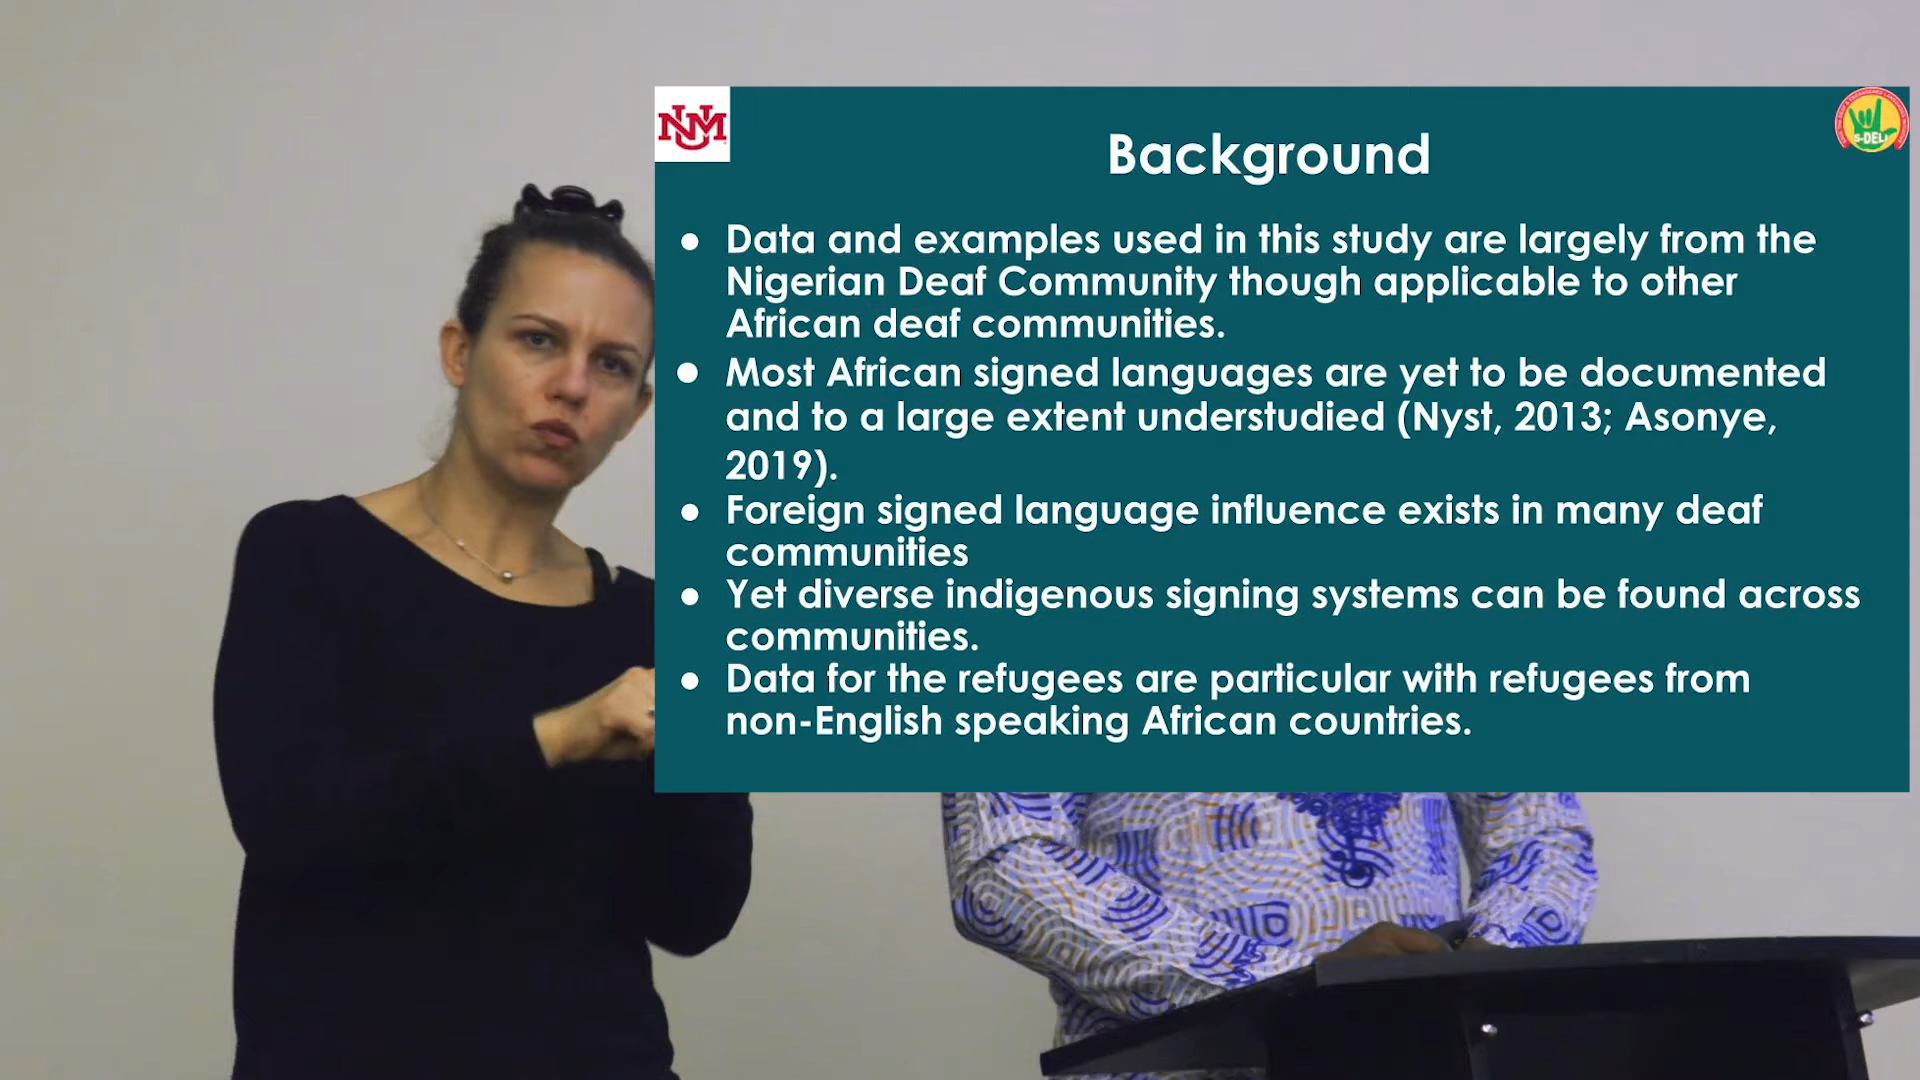 NM
U
S-DELI
Background
● Data and examples used in this study are largely from the
Nigerian Deaf Community though applicable to other
African deaf communities.
● Most African signed languages are yet to be documented
and to a large extent understudied (Nyst, 2013; Asonye,
2019).
● Foreign signed language influence exists in many deaf
communities
● Yet diverse indigenous signing systems can be found across
communities.
● Data for the refugees are particular with refugees from
non-English speaking African countries.